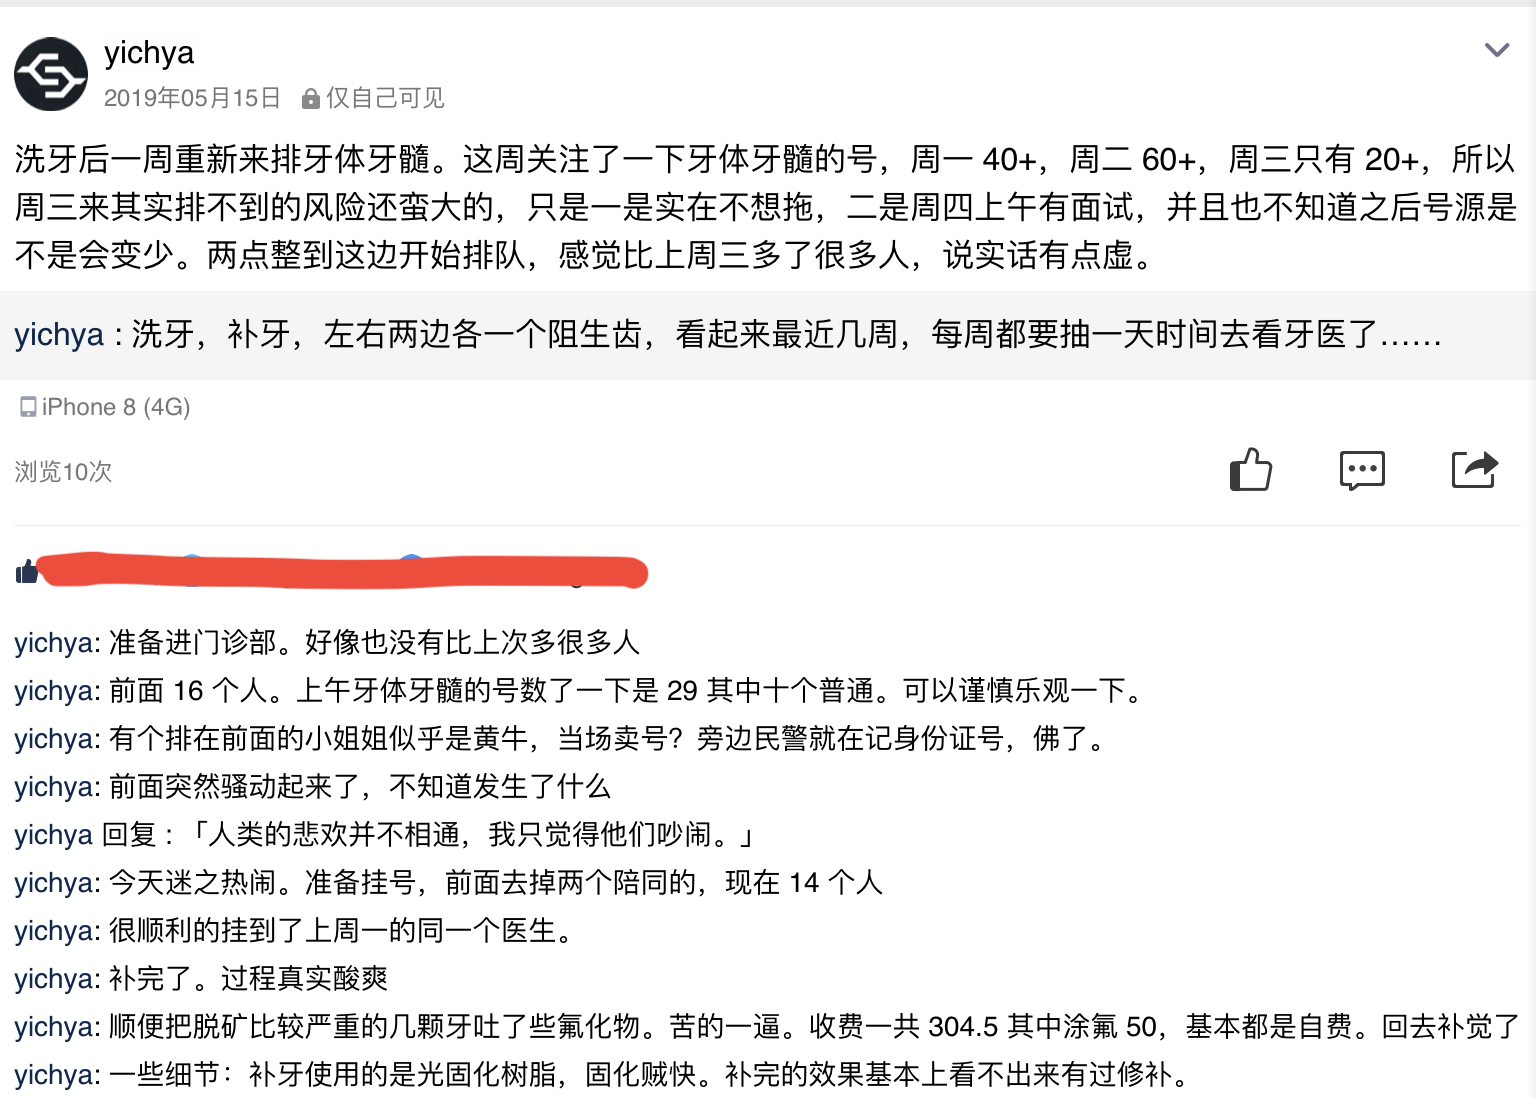 yichya
2019年05月15日 仅自己可见
洗牙后一周重新来排牙体牙髓。这周关注了一下牙体牙髓的号，周一 40+，周二 60+，周三只有 20+，所以
周三来其实排不到的风险还蛮大的，只是一是实在不想拖，二是周四上午有面试，并且也不知道之后号源是
不是会变少。两点整到这边开始排队，感觉比上周三多了很多人，说实话有点虚。
yichya : 洗牙，补牙，左右两边各一个阻生齿，看起来最近几周，每周都要抽一天时间去看牙医了……
iPhone 8 (4G)
浏览10次
yichya: 准备进门诊部。好像也没有比上次多很多人
yichya: 前面 16 个人。上午牙体牙髓的号数了一下是 29 其中十个普通。可以谨慎乐观一下。
yichya: 有个排在前面的小姐姐似乎是黄牛，当场卖号？旁边民警就在记身份证号，佛了。
yichya: 前面突然骚动起来了，不知道发生了什么
yichya 回复 : 「人类的悲欢并不相通，我只觉得他们吵闹。」
yichya: 今天迷之热闹。准备挂号，前面去掉两个陪同的，现在 14 个人
yichya: 很顺利的挂到了上周一的同一个医生。
yichya: 补完了。过程真实酸爽
yichya: 顺便把脱矿比较严重的几颗牙吐了些氟化物。苦的一逼。收费一共 304.5 其中涂氟 50，基本都是自费。回去补觉了
yichya: 一些细节：补牙使用的是光固化树脂，固化贼快。补完的效果基本上看不出来有过修补。